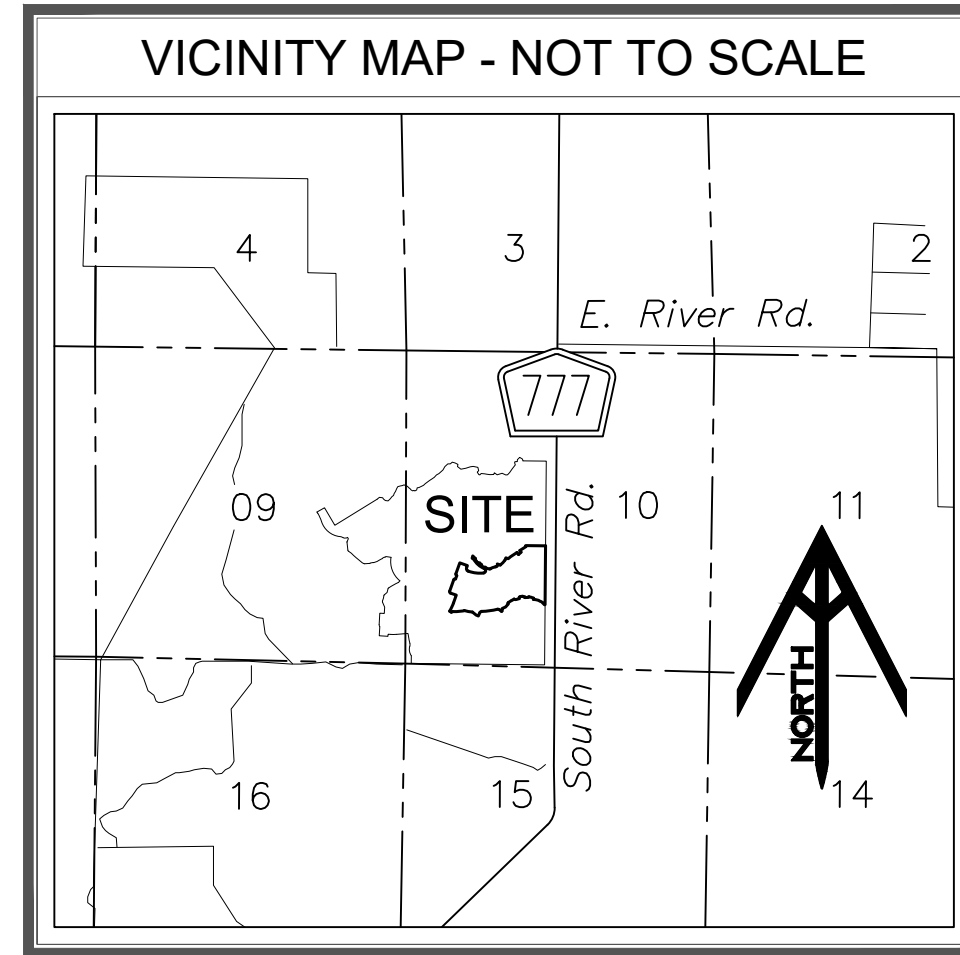 VICINITY MAP - NOT TO SCALE
4
3
2
E. River Rd.
777
09
SITE
10
11
South River Rd.
NORTH
16
15
14